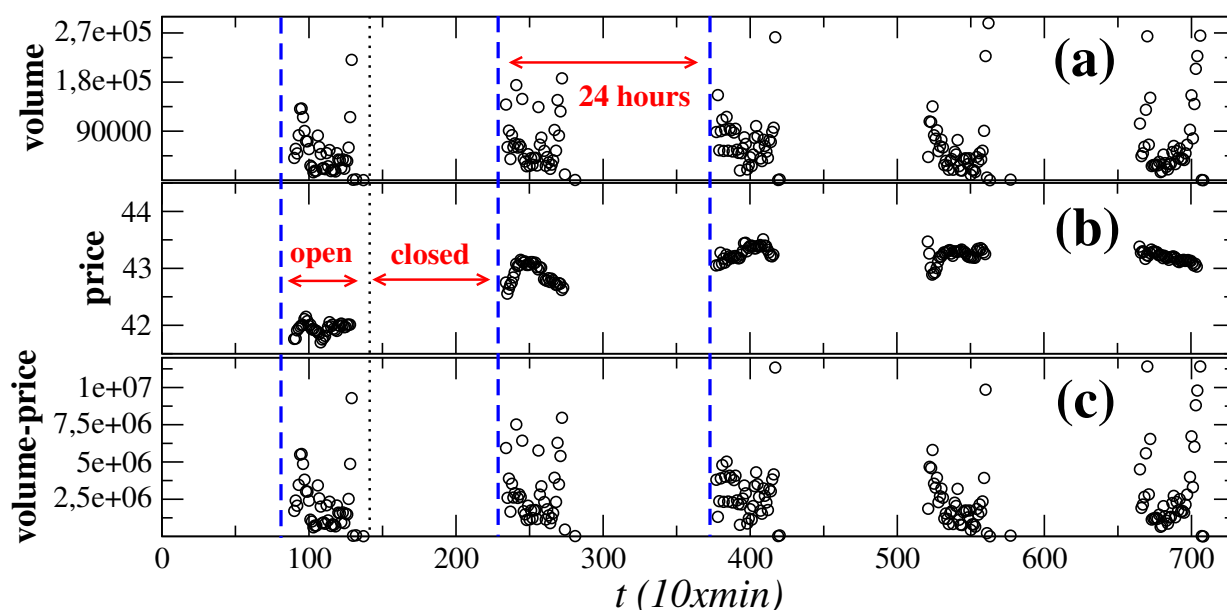 volume
2,7e+05
1,8e+05
90000
(a)
24 hours
price
44
43
42
(b)
open
closed
volume-price
1e+07
7,5e+06
5e+06
2,5e+06
(c)
0 100 200 300 400 500 600 700
t (10xmin)